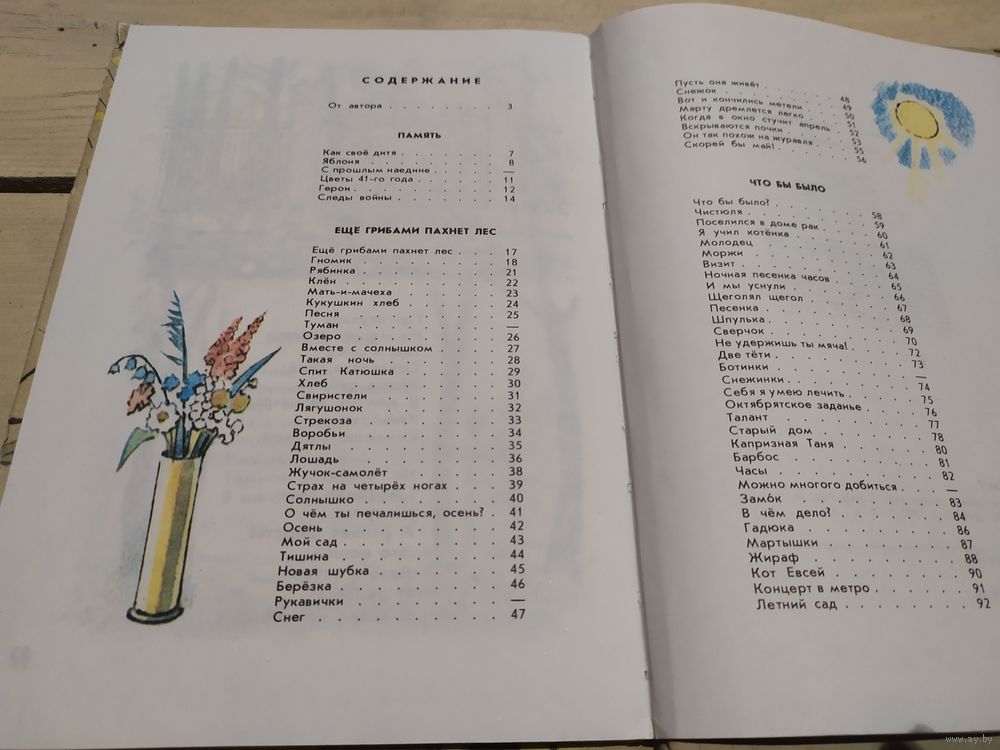 СОДЕРЖАНИЕ
От автора . . . . . . . . 3
ПАМЯТЬ
Как своё дитя . . . . . . . 7
Яблоня . . . . . . . . . 8
С прошлым наедине . . . . . —
Цветы 41-го года . . . . . . 11
Герои . . . . . . . . . . 12
Следы войны . . . . . . . 14
ЕЩЁ ГРИБАМИ ПАХНЕТ ЛЕС
Ещё грибами пахнет лес . . . 17
Гномик . . . . . . . . . 18
Рябинка . . . . . . . . . 21
Клён . . . . . . . . . . 22
Мать-и-мачеха . . . . . . 23
Кукушкин хлеб . . . . . . 24
Песня . . . . . . . . . 25
Туман . . . . . . . . . —
Озеро . . . . . . . . . 26
Вместе с солнышком . . . . 27
Такая ночь . . . . . . . 28
Спит Катюшка . . . . . . 29
Хлеб . . . . . . . . . 30
Свиристели . . . . . . . 31
Лягушонок . . . . . . . 32
Стрекоза . . . . . . . . 33
Воробьи . . . . . . . . 34
Дятлы . . . . . . . . . 35
Лошадь . . . . . . . . 36
Жучок-самолёт . . . . . . 38
Страх на четырёх ногах . . . 39
Солнышко . . . . . . . . 40
О чём ты печалишься, осень? . 41
Осень . . . . . . . . . 42
Мой сад . . . . . . . . 43
Тишина . . . . . . . . 44
Новая шубка . . . . . . . 45
Берёзка . . . . . . . . 46
Рукавички . . . . . . . —
Снег . . . . . . . . . . 47
Пусть она живёт . . . . . . 48
Снежок . . . . . . . . . 49
Вот и кончились метели . . . 50
Марту дремлется легко . . . 51
Когда в окно стучит апрель . 52
Вскрываются почки . . . . . 53
Он так похож на журавля . . . 55
Скорей бы май! . . . . . . 56
ЧТО БЫ БЫЛО
Что бы было? . . . . . . . 58
Чистюля . . . . . . . . . 59
Поселился в доме рак . . . . 60
Я учил котёнка . . . . . . 61
Молодец . . . . . . . . . 62
Моржи . . . . . . . . . 63
Визит . . . . . . . . . 64
Ночная песенка часов . . . . 65
И мы уснули . . . . . . . 66
Щеголял щегол . . . . . . 67
Песенка . . . . . . . . . 68
Шпулька . . . . . . . . . 69
Сверчок . . . . . . . . . 70
Не удержишь ты мяча! . . . . 72
Две тёти . . . . . . . . 73
Ботинки . . . . . . . . . —
Снежинки . . . . . . . . 74
Себя я умею лечить . . . . . 75
Октябрятское заданье . . . . 76
Талант . . . . . . . . . 77
Старый дом . . . . . . . 78
Капризная Таня . . . . . . 80
Барбос . . . . . . . . . 81
Часы . . . . . . . . . . 82
Можно многого добиться . . . —
Замо́к . . . . . . . . . 83
В чём дело? . . . . . . . 84
Гадюка . . . . . . . . . 86
Мартышки . . . . . . . . 87
Жираф . . . . . . . . . 88
Кот Евсей . . . . . . . . 90
Концерт в метро . . . . . . 91
Летний сад . . . . . . . . 92
www.ay.by